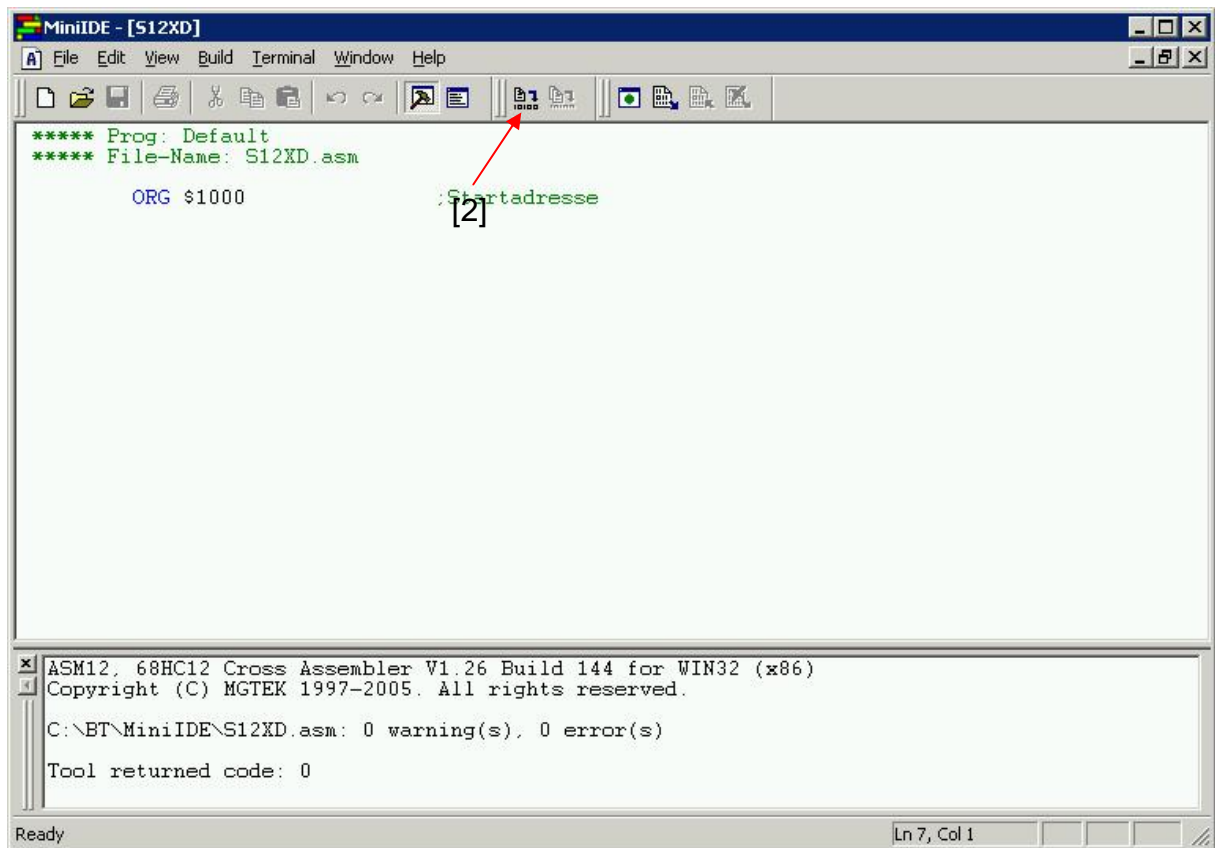 MiniIDE - [S12XD]
File Edit View Build Terminal Window Help
***** Prog: Default
***** File-Name: S12XD.asm
ORG $1000 ;Startadresse
[2]
ASM12, 68HC12 Cross Assembler V1.26 Build 144 for WIN32 (x86)
Copyright (C) MGTEK 1997-2005. All rights reserved.
C:\BT\MiniIDE\S12XD.asm: 0 warning(s), 0 error(s)
Tool returned code: 0
Ready Ln 7, Col 1